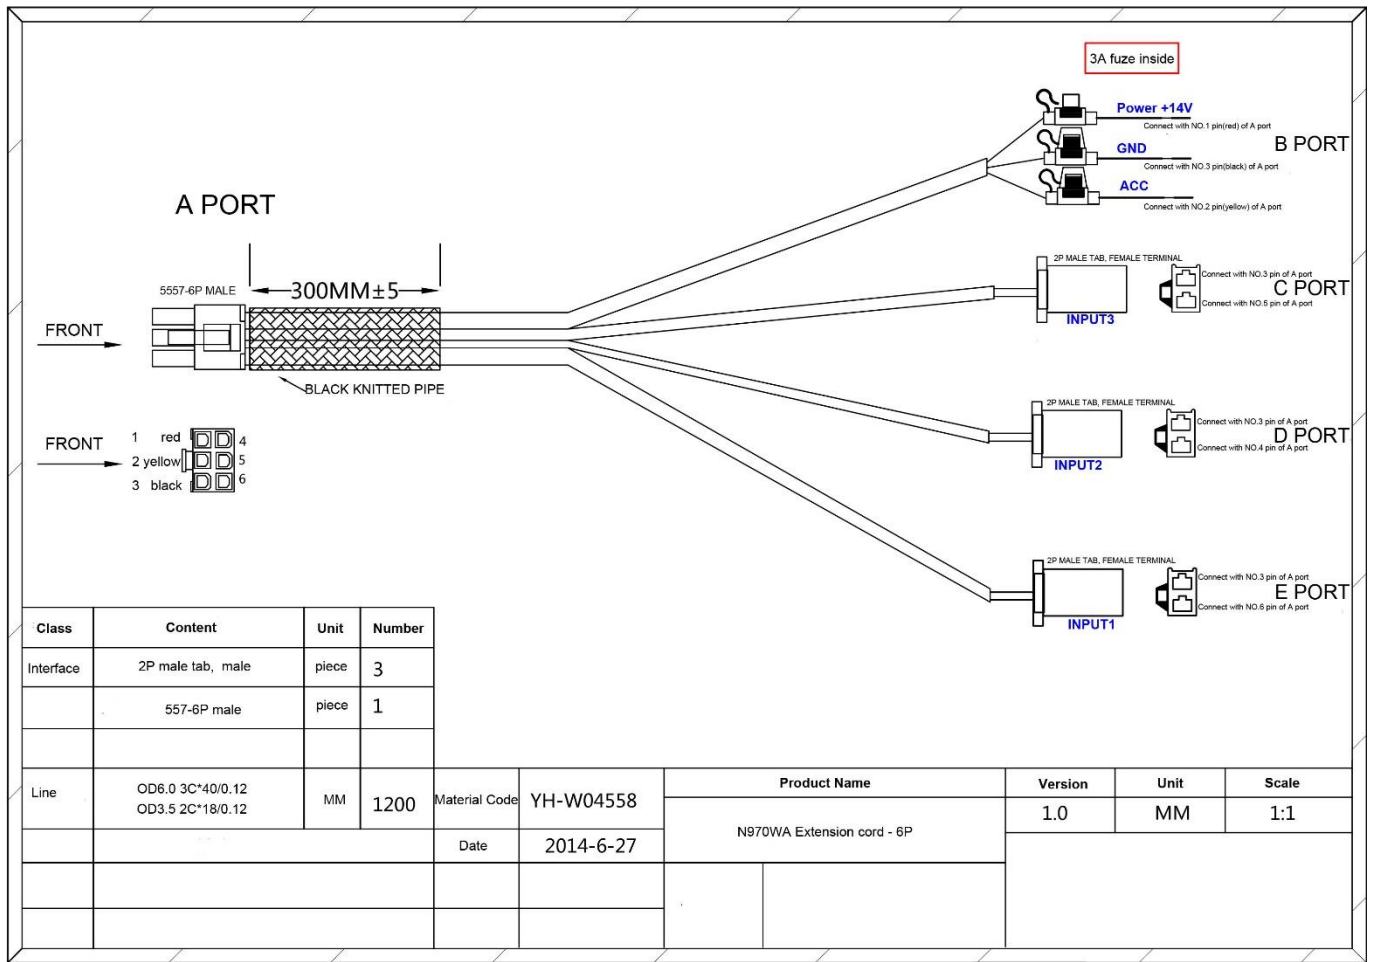 3A fuze inside
Power +14V
Connect with NO.1 pin(red) of A port
B PORT
GND
Connect with NO.3 pin(black) of A port
ACC
Connect with NO.2 pin(yellow) of A port
A PORT
5557-6P MALE
300MM±5
FRONT
BLACK KNITTED PIPE
2P MALE TAB, FEMALE TERMINAL
Connect with NO.3 pin of A port
C PORT
Connect with NO.5 pin of A port
INPUT3
2P MALE TAB, FEMALE TERMINAL
Connect with NO.3 pin of A port
D PORT
Connect with NO.4 pin of A port
INPUT2
FRONT
1 red 4
2 yellow 5
3 black 6
2P MALE TAB, FEMALE TERMINAL
Connect with NO.3 pin of A port
E PORT
Connect with NO.6 pin of A port
INPUT1
Class Content Unit Number
Interface 2P male tab, male piece 3
557-6P male piece 1
Line OD6.0 3C*40/0.12 MM 1200
OD3.5 2C*18/0.12
Material Code YH-W04558
Date 2014-6-27
Product Name
N970WA Extension cord - 6P
Version Unit Scale
1.0 MM 1:1